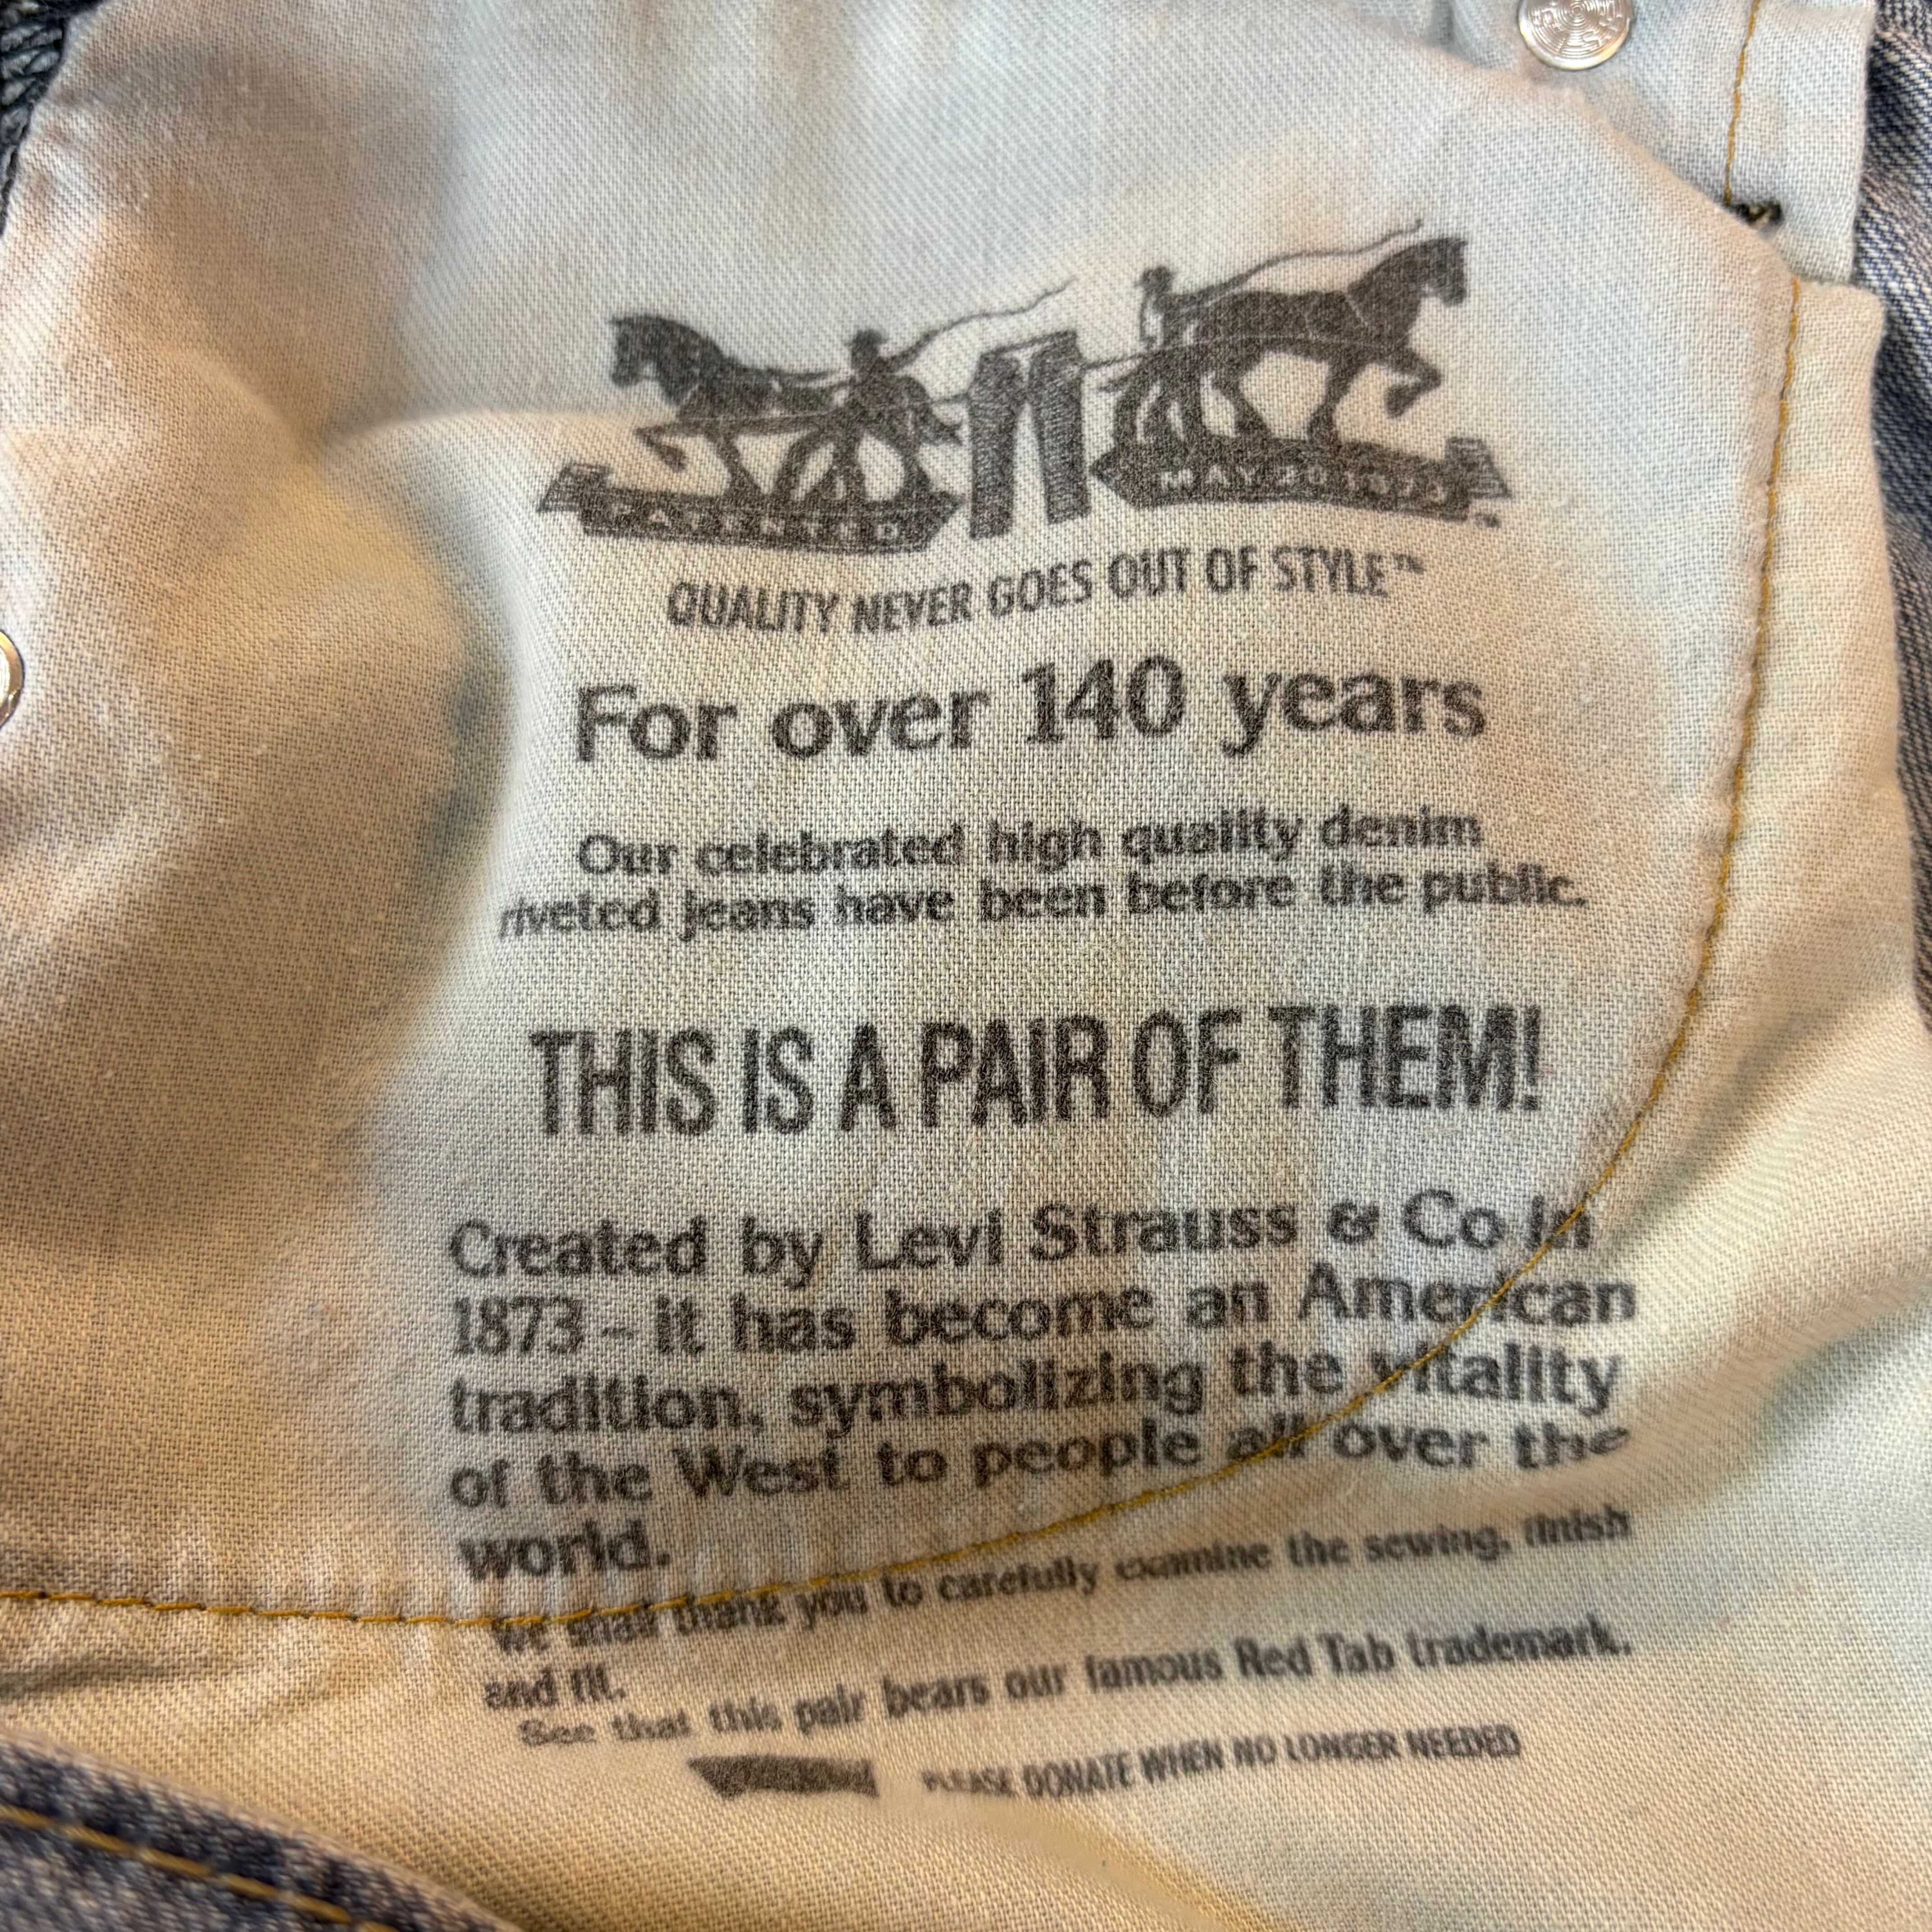 PATENTED
MAY 20 1873
QUALITY NEVER GOES OUT OF STYLE™
For over 140 years
Our celebrated high quality denim
riveted jeans have been before the public.
THIS IS A PAIR OF THEM!
Created by Levi Strauss & Co in
1873 - it has become an American
tradition, symbolizing the vitality
of the West to people all over the
world.
We shall thank you to carefully examine the sewing, finish
and fit.
See that this pair bears our famous Red Tab trademark.
PLEASE DONATE WHEN NO LONGER NEEDED